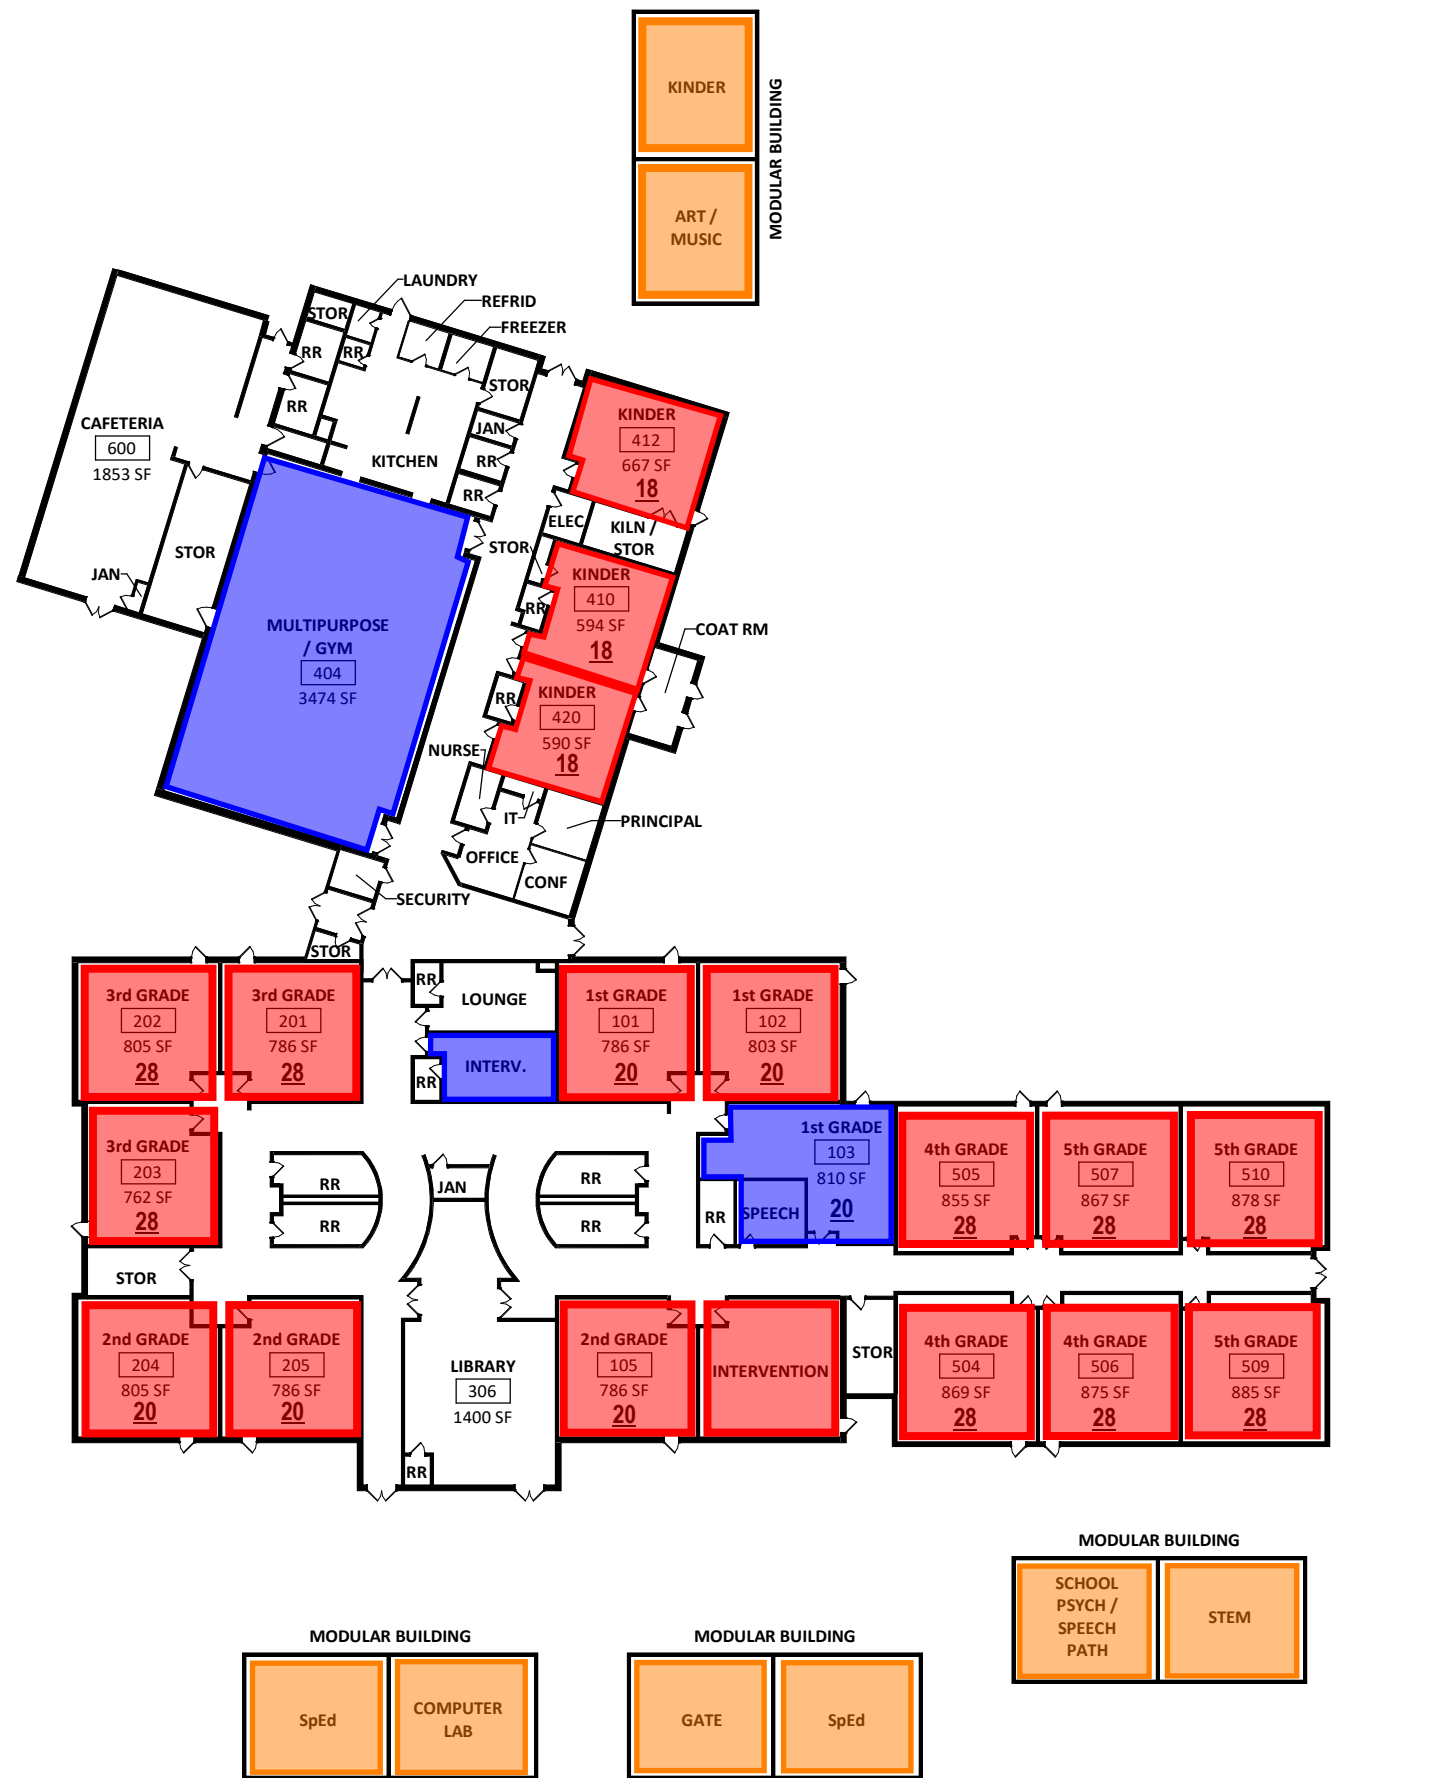 KINDER
MODULAR BUILDING
ART /
MUSIC
LAUNDRY
REFRID
FREEZER
STOR
RR
RR
RR
STOR
JAN
RR
RR
KITCHEN
CAFETERIA
600
1853 SF
STOR
JAN
KINDER
412
667 SF
18
ELEC
KILN /
STOR
STOR
RR
KINDER
410
594 SF
18
COAT RM
MULTIPURPOSE
/ GYM
404
3474 SF
RR
KINDER
420
590 SF
18
NURSE
IT
PRINCIPAL
OFFICE
CONF
SECURITY
STOR
3rd GRADE
202
805 SF
28
3rd GRADE
201
786 SF
28
RR
LOUNGE
INTERV.
RR
1st GRADE
101
786 SF
20
1st GRADE
102
803 SF
20
3rd GRADE
203
762 SF
28
RR
RR
JAN
RR
RR
RR
SPEECH
1st GRADE
103
810 SF
20
4th GRADE
505
855 SF
28
5th GRADE
507
867 SF
28
5th GRADE
510
878 SF
28
STOR
2nd GRADE
204
805 SF
20
2nd GRADE
205
786 SF
20
LIBRARY
306
1400 SF
RR
2nd GRADE
105
786 SF
20
INTERVENTION
STOR
4th GRADE
504
869 SF
28
4th GRADE
506
875 SF
28
5th GRADE
509
885 SF
28
MODULAR BUILDING
SCHOOL
PSYCH /
SPEECH
PATH
STEM
MODULAR BUILDING
SpEd
COMPUTER
LAB
MODULAR BUILDING
GATE
SpEd